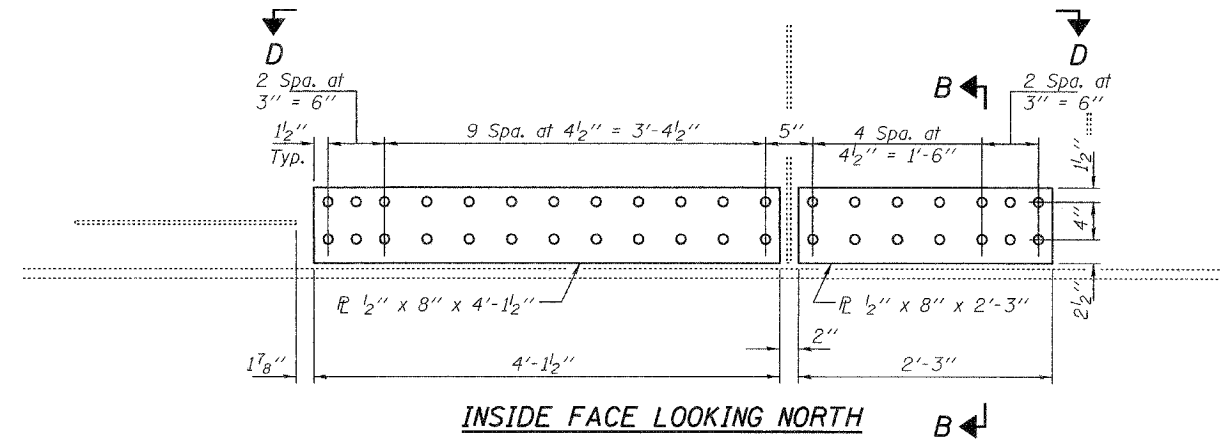 D
D
2 Spa. at
3" = 6"
B
2 Spa. at
3" = 6"
1½"
Typ.
9 Spa. at 4½" = 3'-4½"
5"
4 Spa. at
4½" = 1'-6"
1½"
4"
2½"
℄ ½" x 8" x 4'-1½"
℄ ½" x 8" x 2'-3"
1⅞"
4'-1½"
2"
2'-3"
INSIDE FACE LOOKING NORTH
B